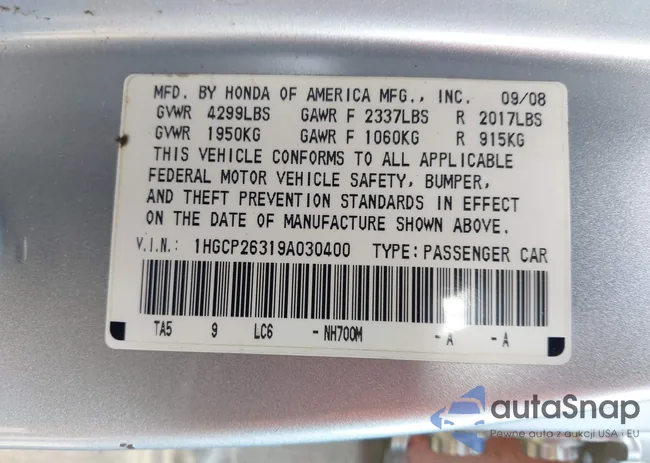 MFD. BY HONDA OF AMERICA MFG., INC. 09/08
GVWR 4299LBS GAWR F 2337LBS R 2017LBS
GVWR 1950KG GAWR F 1060KG R 915KG
THIS VEHICLE CONFORMS TO ALL APPLICABLE
FEDERAL MOTOR VEHICLE SAFETY, BUMPER,
AND THEFT PREVENTION STANDARDS IN EFFECT
ON THE DATE OF MANUFACTURE SHOWN ABOVE.
V.I.N.: 1HGCP26319A030400 TYPE: PASSENGER CAR
TA5 9 LC6 -NH700M -A -A
autoSnap
Pewne auto z aukcji USA i EU